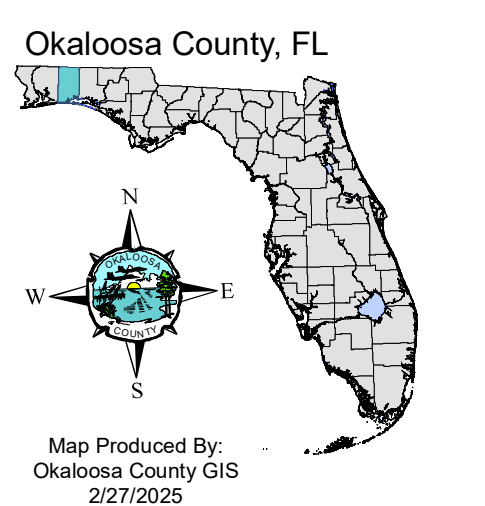 Okaloosa County, FL
N
OKALOOSA
W
E
COUNTY
S
Map Produced By:
Okaloosa County GIS
2/27/2025